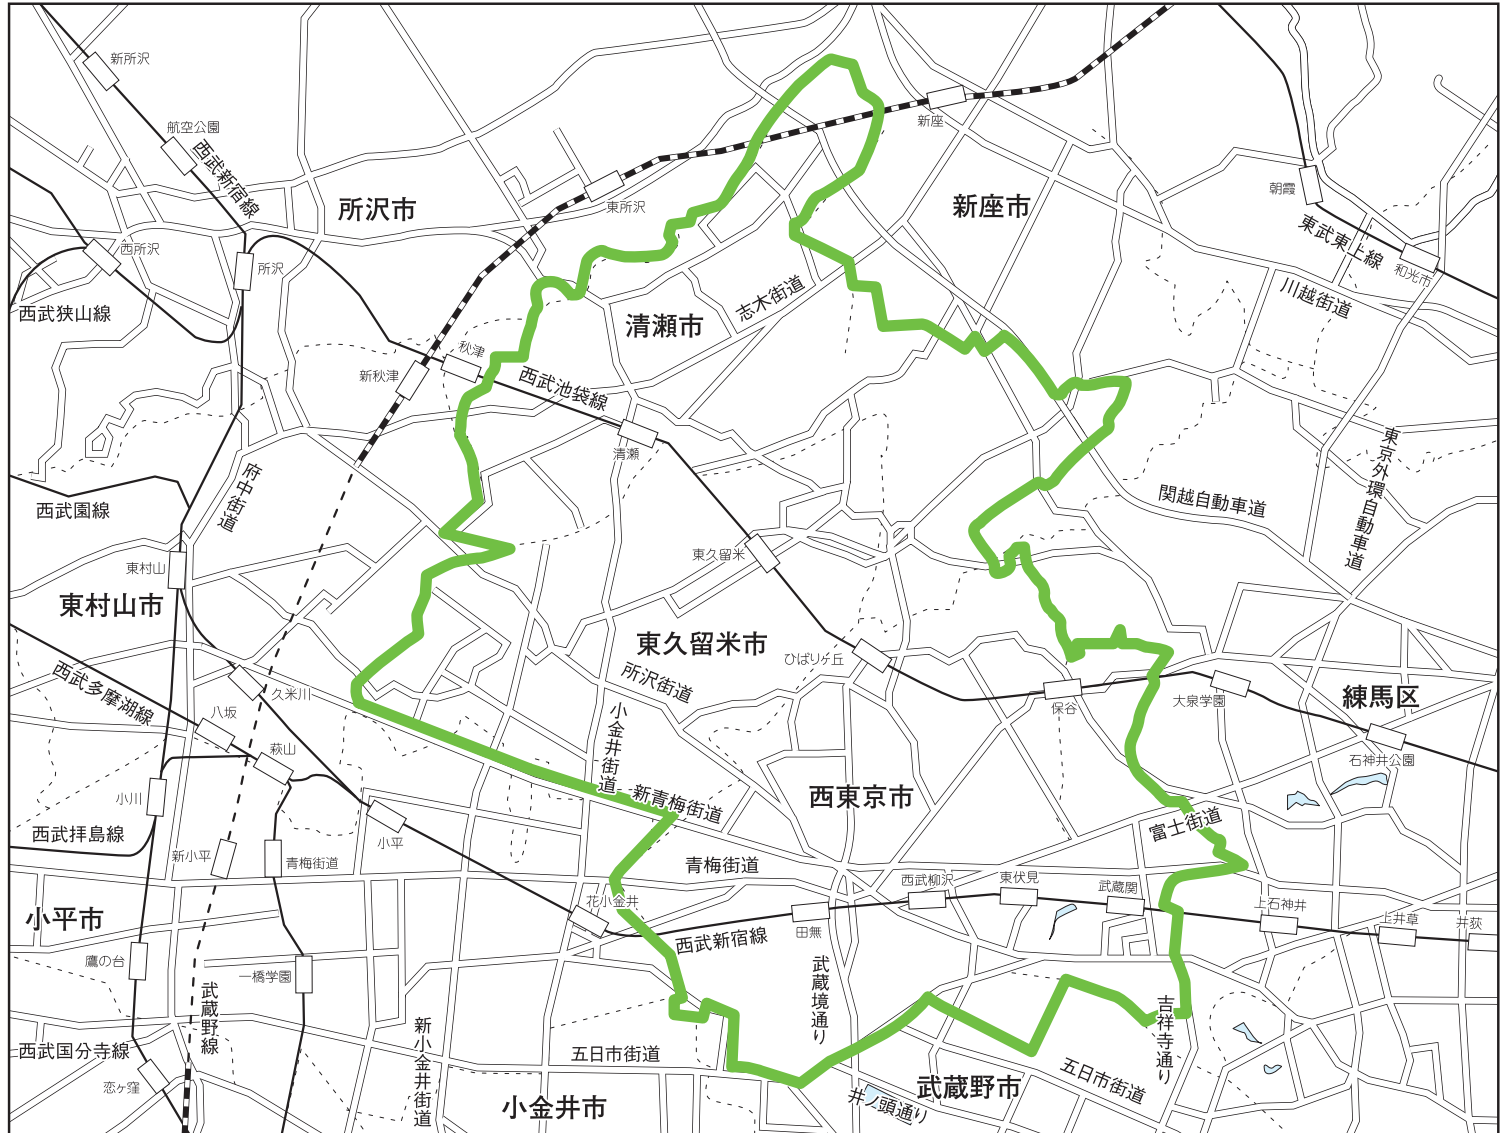 新所沢
航空公園
西武新宿線
所沢市
東所沢
新座
新座市
朝霞
東武東上線
和光市
西所沢
所沢
川越街道
志木街道
清瀬市
西武狭山線
秋津
新秋津
西武池袋線
清瀬
東京外環自動車道
府中街道
西武園線
関越自動車道
東村山
東久留米
東村山市
東久留米市
ひばりヶ丘
所沢街道
西武多摩湖線
久米川
八坂
萩山
小金井街道
保谷
大泉学園
練馬区
石神井公園
小川
西武拝島線
新青梅街道
西東京市
富士街道
新小平
青梅街道
小平
青梅街道
西武柳沢
東伏見
武蔵関
上石神井
上井草
井荻
小平市
花小金井
田無
西武新宿線
鷹の台
一橋学園
武蔵野線
武蔵境通り
吉祥寺通り
新小金井街道
西武国分寺線
恋ヶ窪
五日市街道
五日市街道
小金井市
武蔵野市
井ノ頭通り